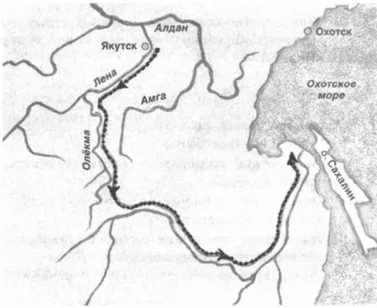 Алдан
Якутск
Охотск
Лена
Амга
Охотское
море
Олёкма
о. Сахалин